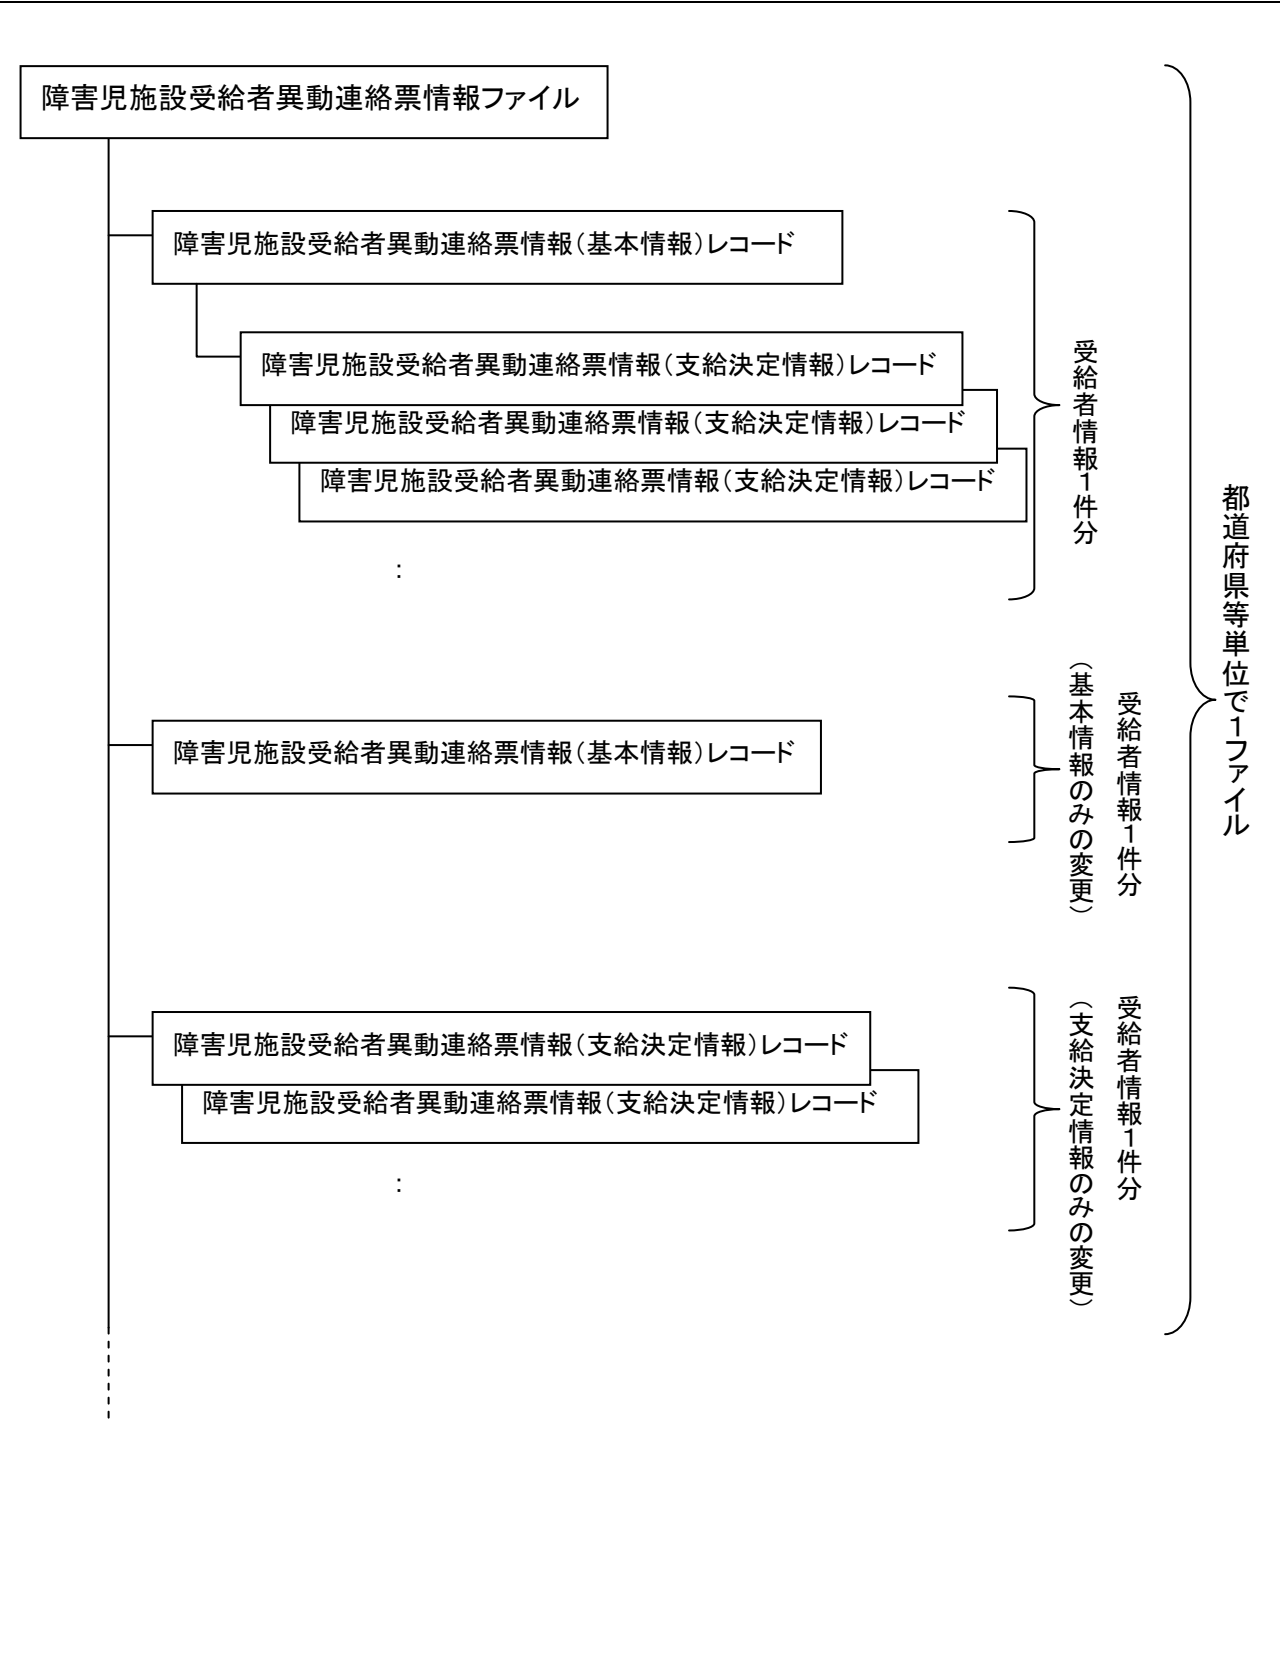 障害児施設受給者異動連絡票情報ファイル
障害児施設受給者異動連絡票情報（基本情報）レコード
障害児施設受給者異動連絡票情報（支給決定情報）レコード
障害児施設受給者異動連絡票情報（支給決定情報）レコード
障害児施設受給者異動連絡票情報（支給決定情報）レコード
：
受給者情報１件分
障害児施設受給者異動連絡票情報（基本情報）レコード
受給者情報１件分
（基本情報のみの変更）
障害児施設受給者異動連絡票情報（支給決定情報）レコード
障害児施設受給者異動連絡票情報（支給決定情報）レコード
：
受給者情報１件分
（支給決定情報のみの変更）
都道府県等単位で１ファイル